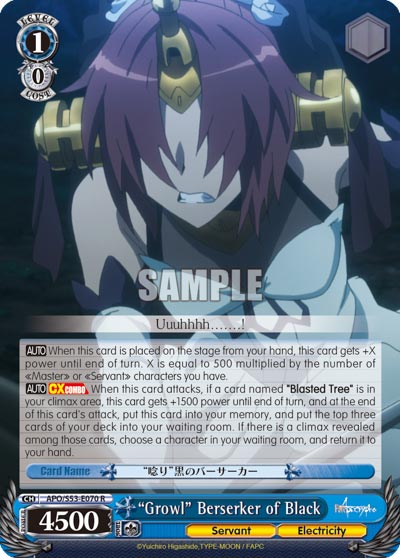 LEVEL
1
0
COST
SAMPLE
Uuuhhhh.......!
AUTO When this card is placed on the stage from your hand, this card gets +X
power until end of turn. X is equal to 500 multiplied by the number of
«Master» or «Servant» characters you have.
AUTO CXCOMBO When this card attacks, if a card named "Blasted Tree" is in
your climax area, this card gets +1500 power until end of turn, and at the end
of this card's attack, put this card into your memory, and put the top three
cards of your deck into your waiting room. If there is a climax revealed
among those cards, choose a character in your waiting room, and return it
to your hand.
Card Name
“唸り”黒のバーサーカー
CH APO/S53-E070 R
4500
POWER
SOUL
“Growl” Berserker of Black
Fate Apocrypha
Servant
Electricity
©Yuichiro Higashide,TYPE-MOON / FAPC